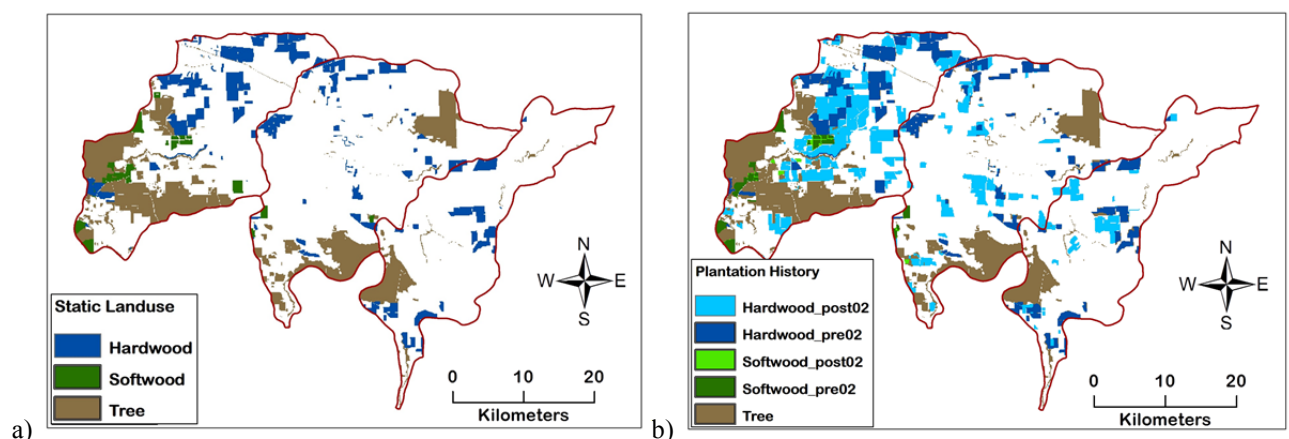 Static Landuse
Hardwood
Softwood
Tree
N
W E
S
0 10 20
Kilometers
a)
Plantation History
Hardwood_post02
Hardwood_pre02
Softwood_post02
Softwood_pre02
Tree
N
W E
S
0 10 20
Kilometers
b)